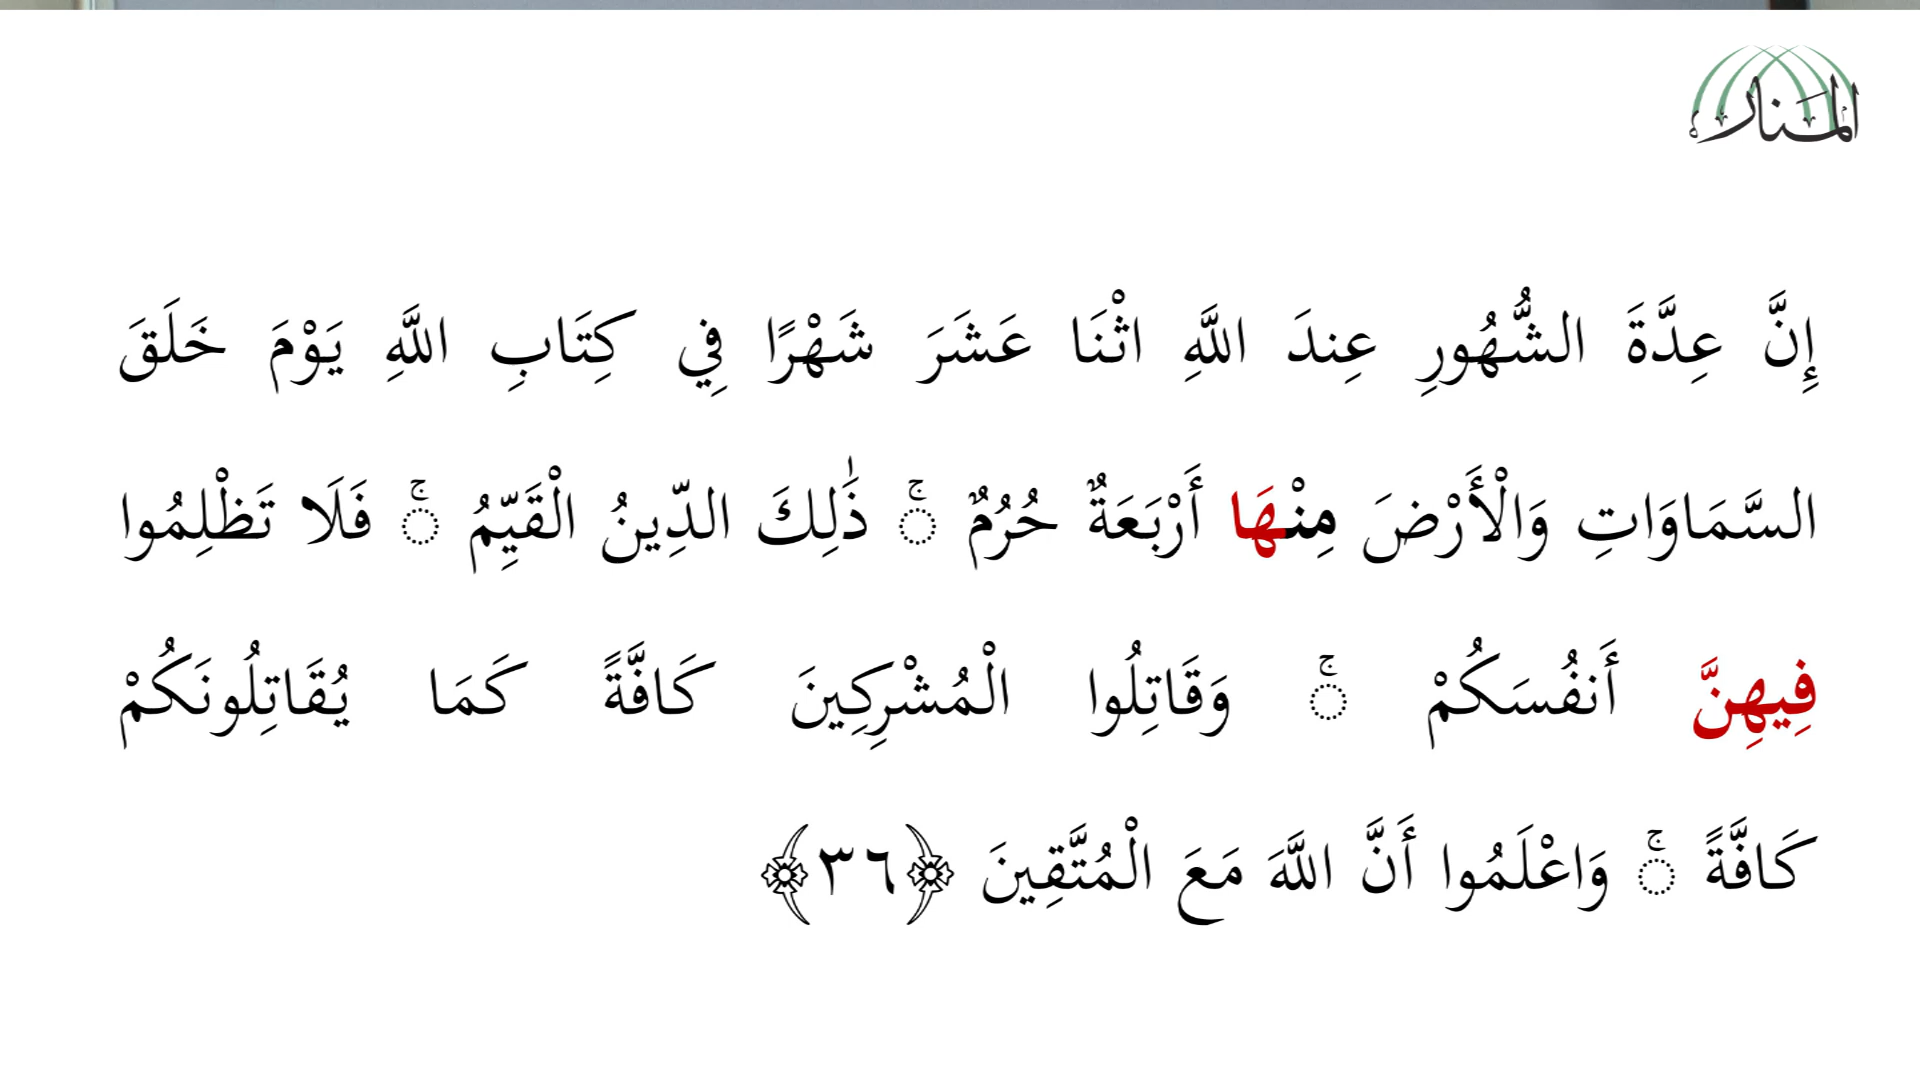 المنار
إِنَّ عِدَّةَ الشُّهُورِ عِندَ اللَّهِ اثْنَا عَشَرَ شَهْرًا فِي كِتَابِ اللَّهِ يَوْمَ خَلَقَ
السَّمَاوَاتِ وَالْأَرْضَ مِنْهَا أَرْبَعَةٌ حُرُمٌ ۚ ذَٰلِكَ الدِّينُ الْقَيِّمُ ۚ فَلَا تَظْلِمُوا
فِيهِنَّ أَنفُسَكُمْ ۚ وَقَاتِلُوا الْمُشْرِكِينَ كَافَّةً كَمَا يُقَاتِلُونَكُمْ
كَافَّةً ۚ وَاعْلَمُوا أَنَّ اللَّهَ مَعَ الْمُتَّقِينَ ﴿٣٦﴾